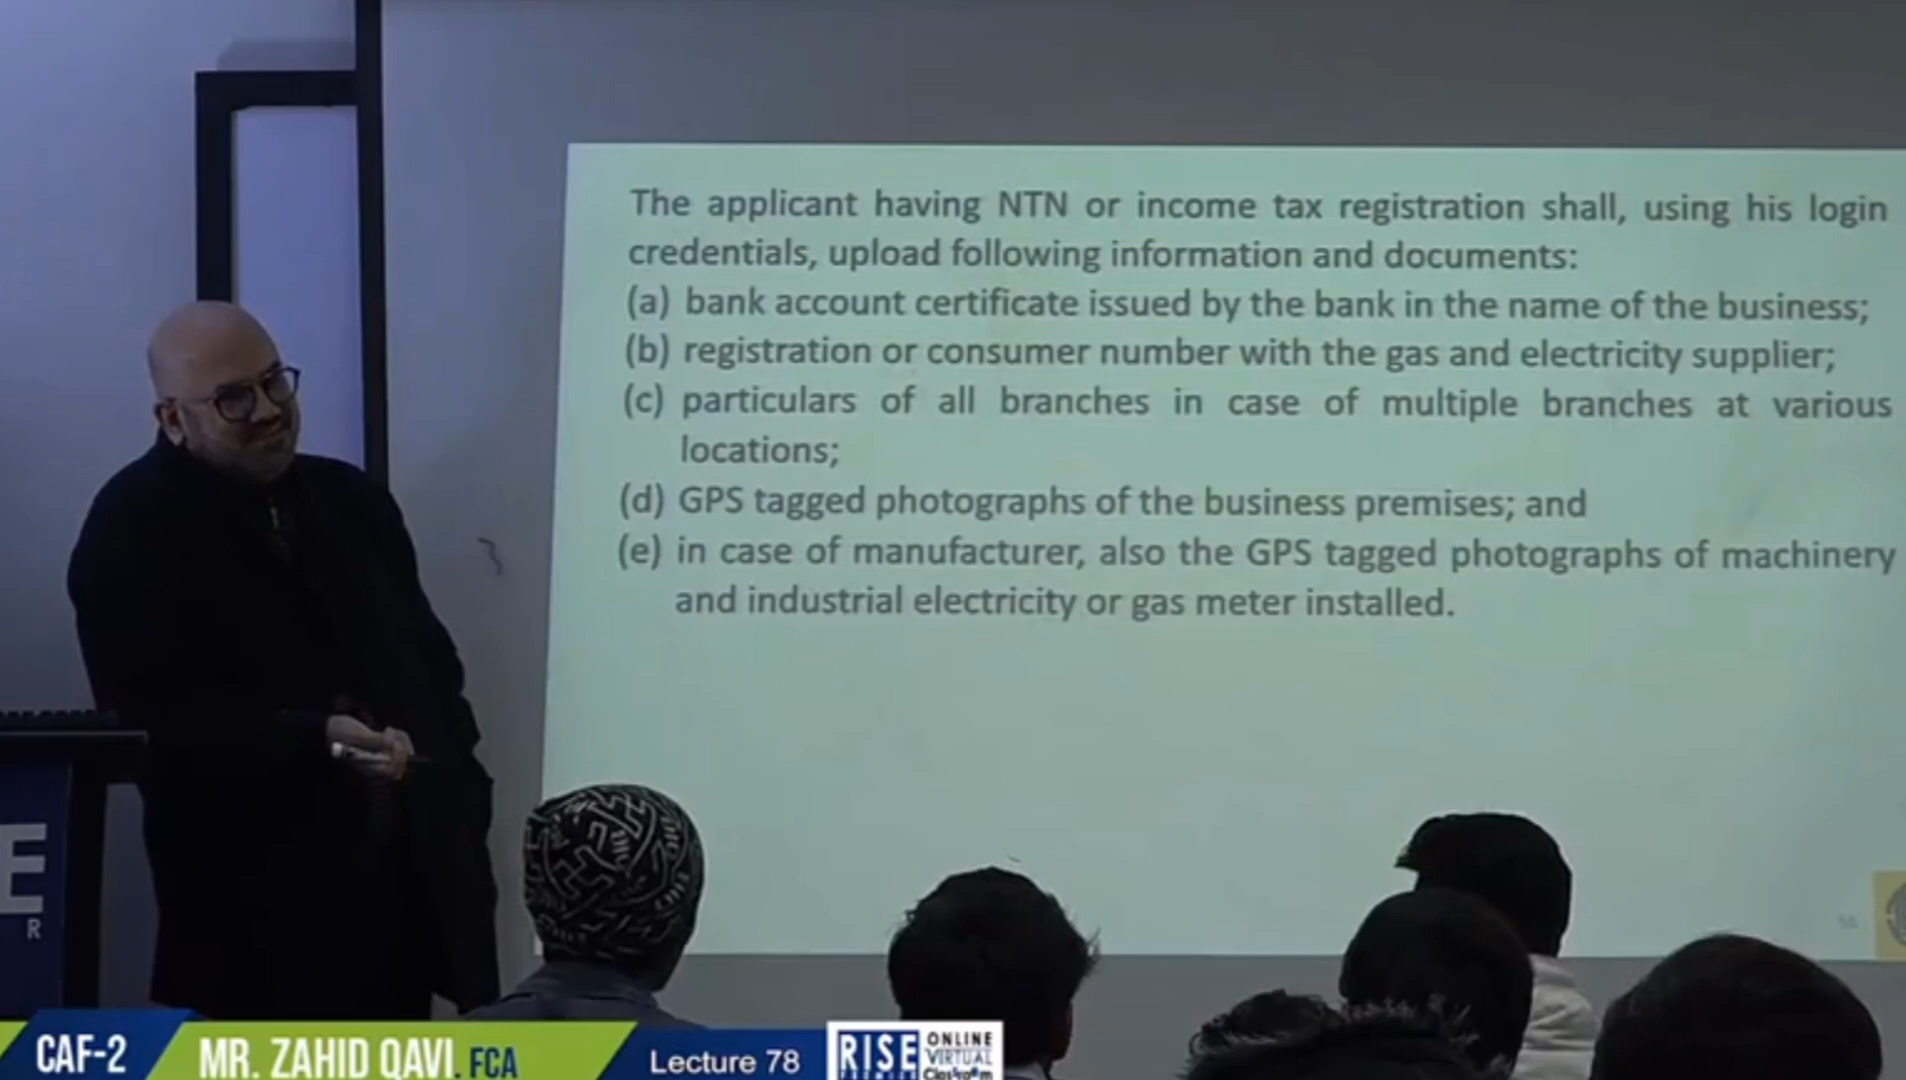 The applicant having NTN or income tax registration shall, using his login
credentials, upload following information and documents:
(a) bank account certificate issued by the bank in the name of the business;
(b) registration or consumer number with the gas and electricity supplier;
(c) particulars of all branches in case of multiple branches at various
locations;
(d) GPS tagged photographs of the business premises; and
(e) in case of manufacturer, also the GPS tagged photographs of machinery
and industrial electricity or gas meter installed.
E
R
CAF-2
MR. ZAHID QAVI. FCA
Lecture 78
RISE
ONLINE
VIRTUAL
Classroom